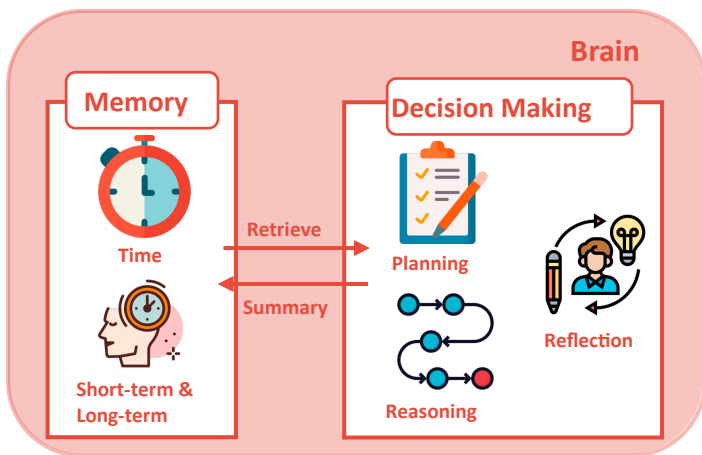 Brain
Memory
Time
Short-term &
Long-term
Retrieve
Summary
Decision Making
Planning
Reasoning
Reflection